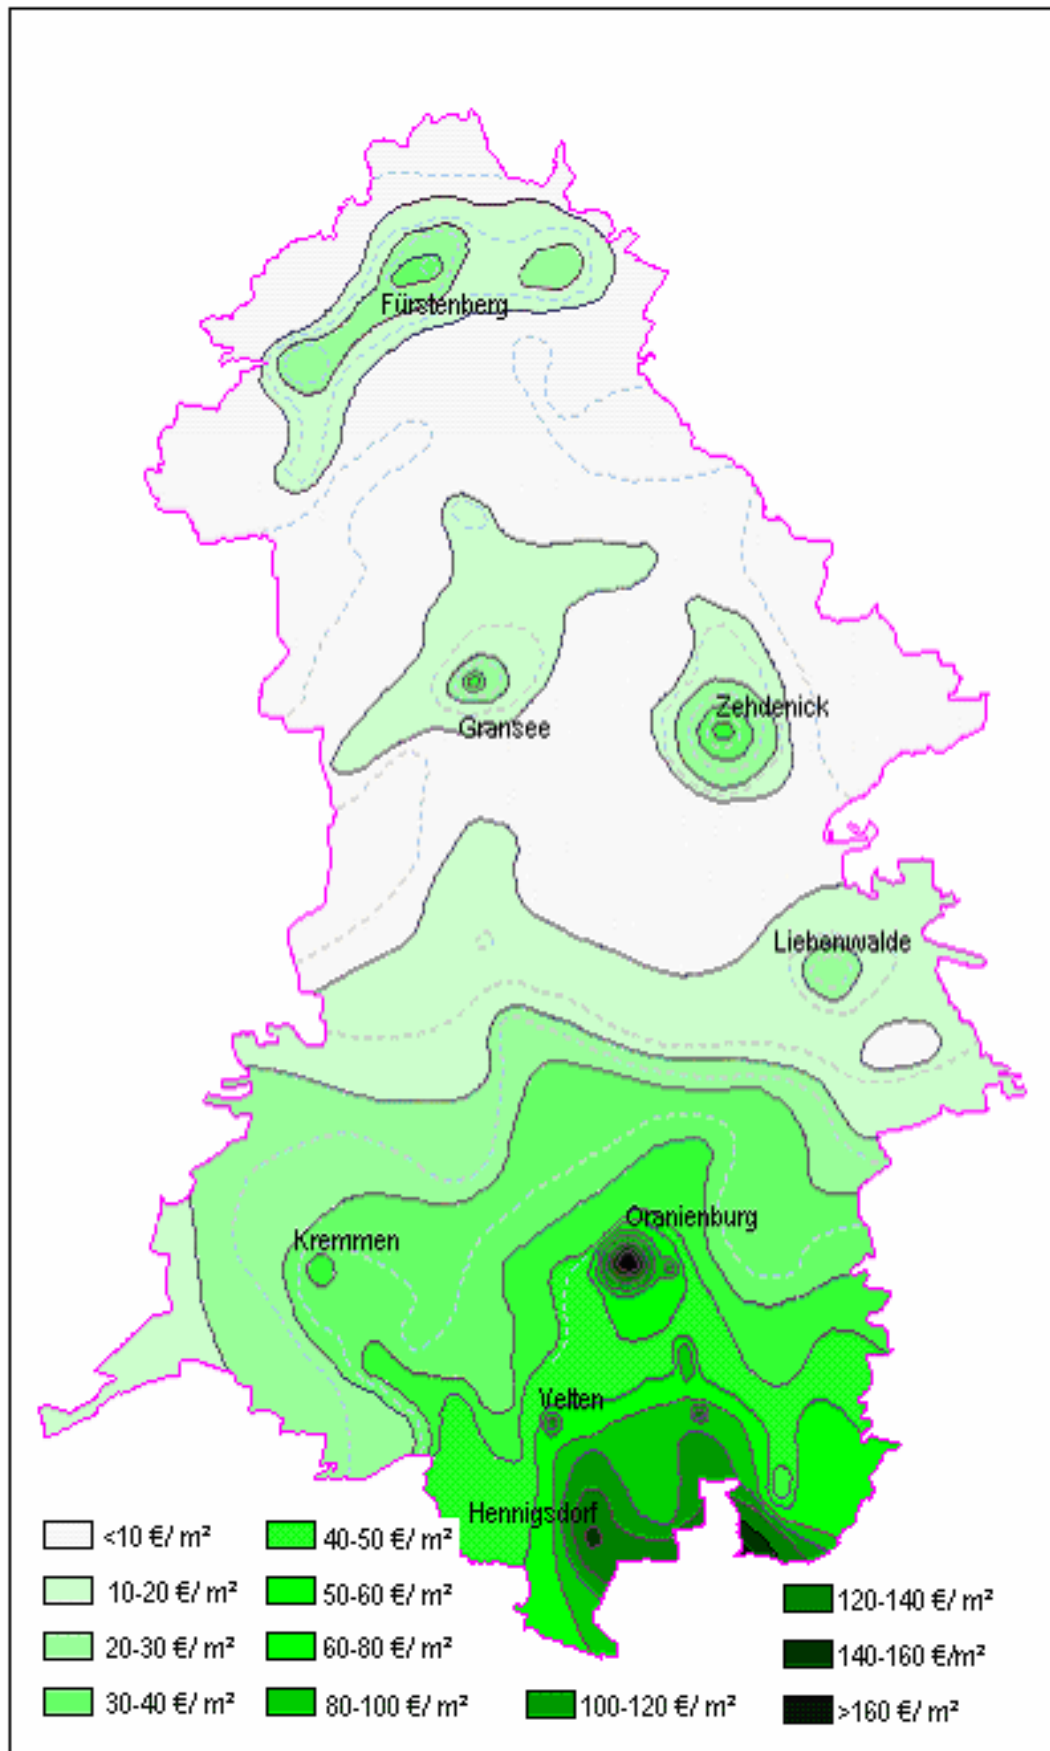 Fürstenberg
Zehdenick
Gransee
Liebenwalde
Oranienburg
Kremmen
Velten
Hennigsdorf
<10 €/ m²
10-20 €/ m²
20-30 €/ m²
30-40 €/ m²
40-50 €/ m²
50-60 €/ m²
60-80 €/ m²
80-100 €/ m²
100-120 €/ m²
120-140 €/ m²
140-160 €/m²
>160 €/ m²